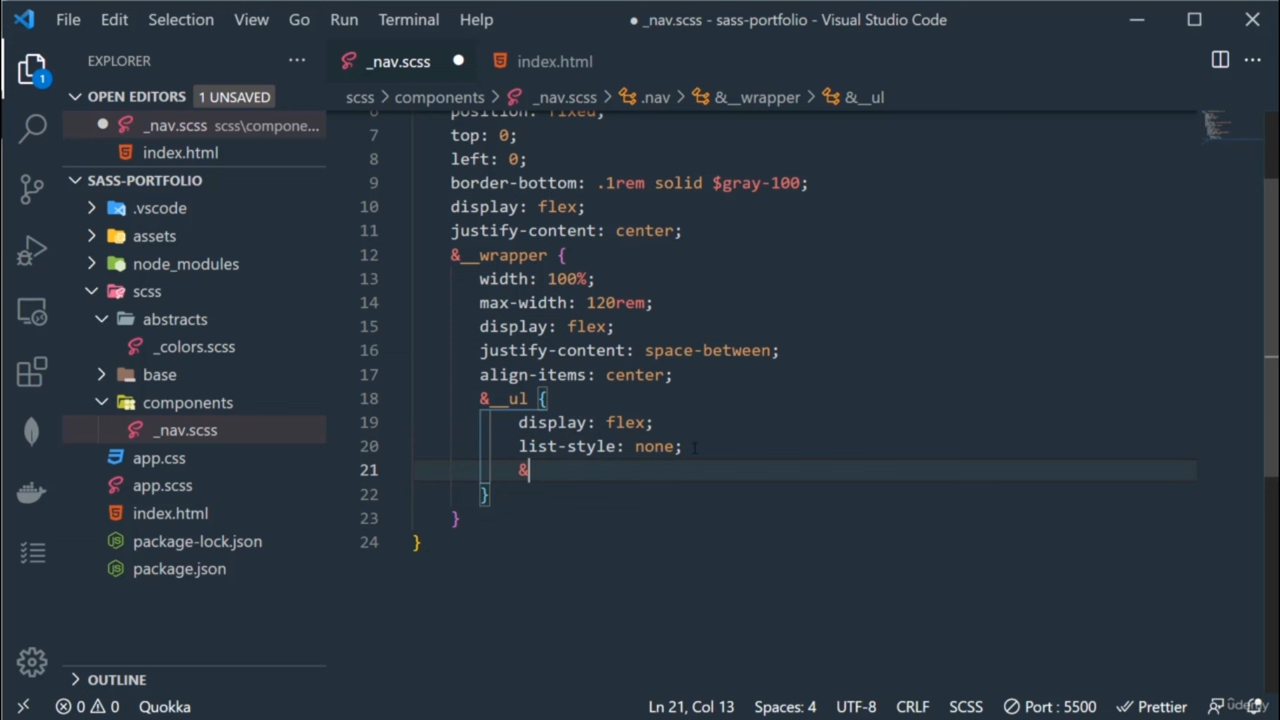 File Edit Selection View Go Run Terminal Help ● _nav.scss - sass-portfolio - Visual Studio Code
EXPLORER ...
_nav.scss
index.html
OPEN EDITORS 1 UNSAVED
scss > components > _nav.scss > .nav > &__wrapper > &__ul
_nav.scss scss\compone...
index.html
SASS-PORTFOLIO
.vscode
assets
node_modules
scss
abstracts
_colors.scss
base
components
_nav.scss
app.css
app.scss
index.html
package-lock.json
package.json
OUTLINE
1
6 position: fixed;
7 top: 0;
8 left: 0;
9 border-bottom: .1rem solid $gray-100;
10 display: flex;
11 justify-content: center;
12 &__wrapper {
13 width: 100%;
14 max-width: 120rem;
15 display: flex;
16 justify-content: space-between;
17 align-items: center;
18 &__ul {
19 display: flex;
20 list-style: none;
21 &
22 }
23 }
24 }
0 0 Quokka Ln 21, Col 13 Spaces: 4 UTF-8 CRLF SCSS Port : 5500 Prettier
udemy